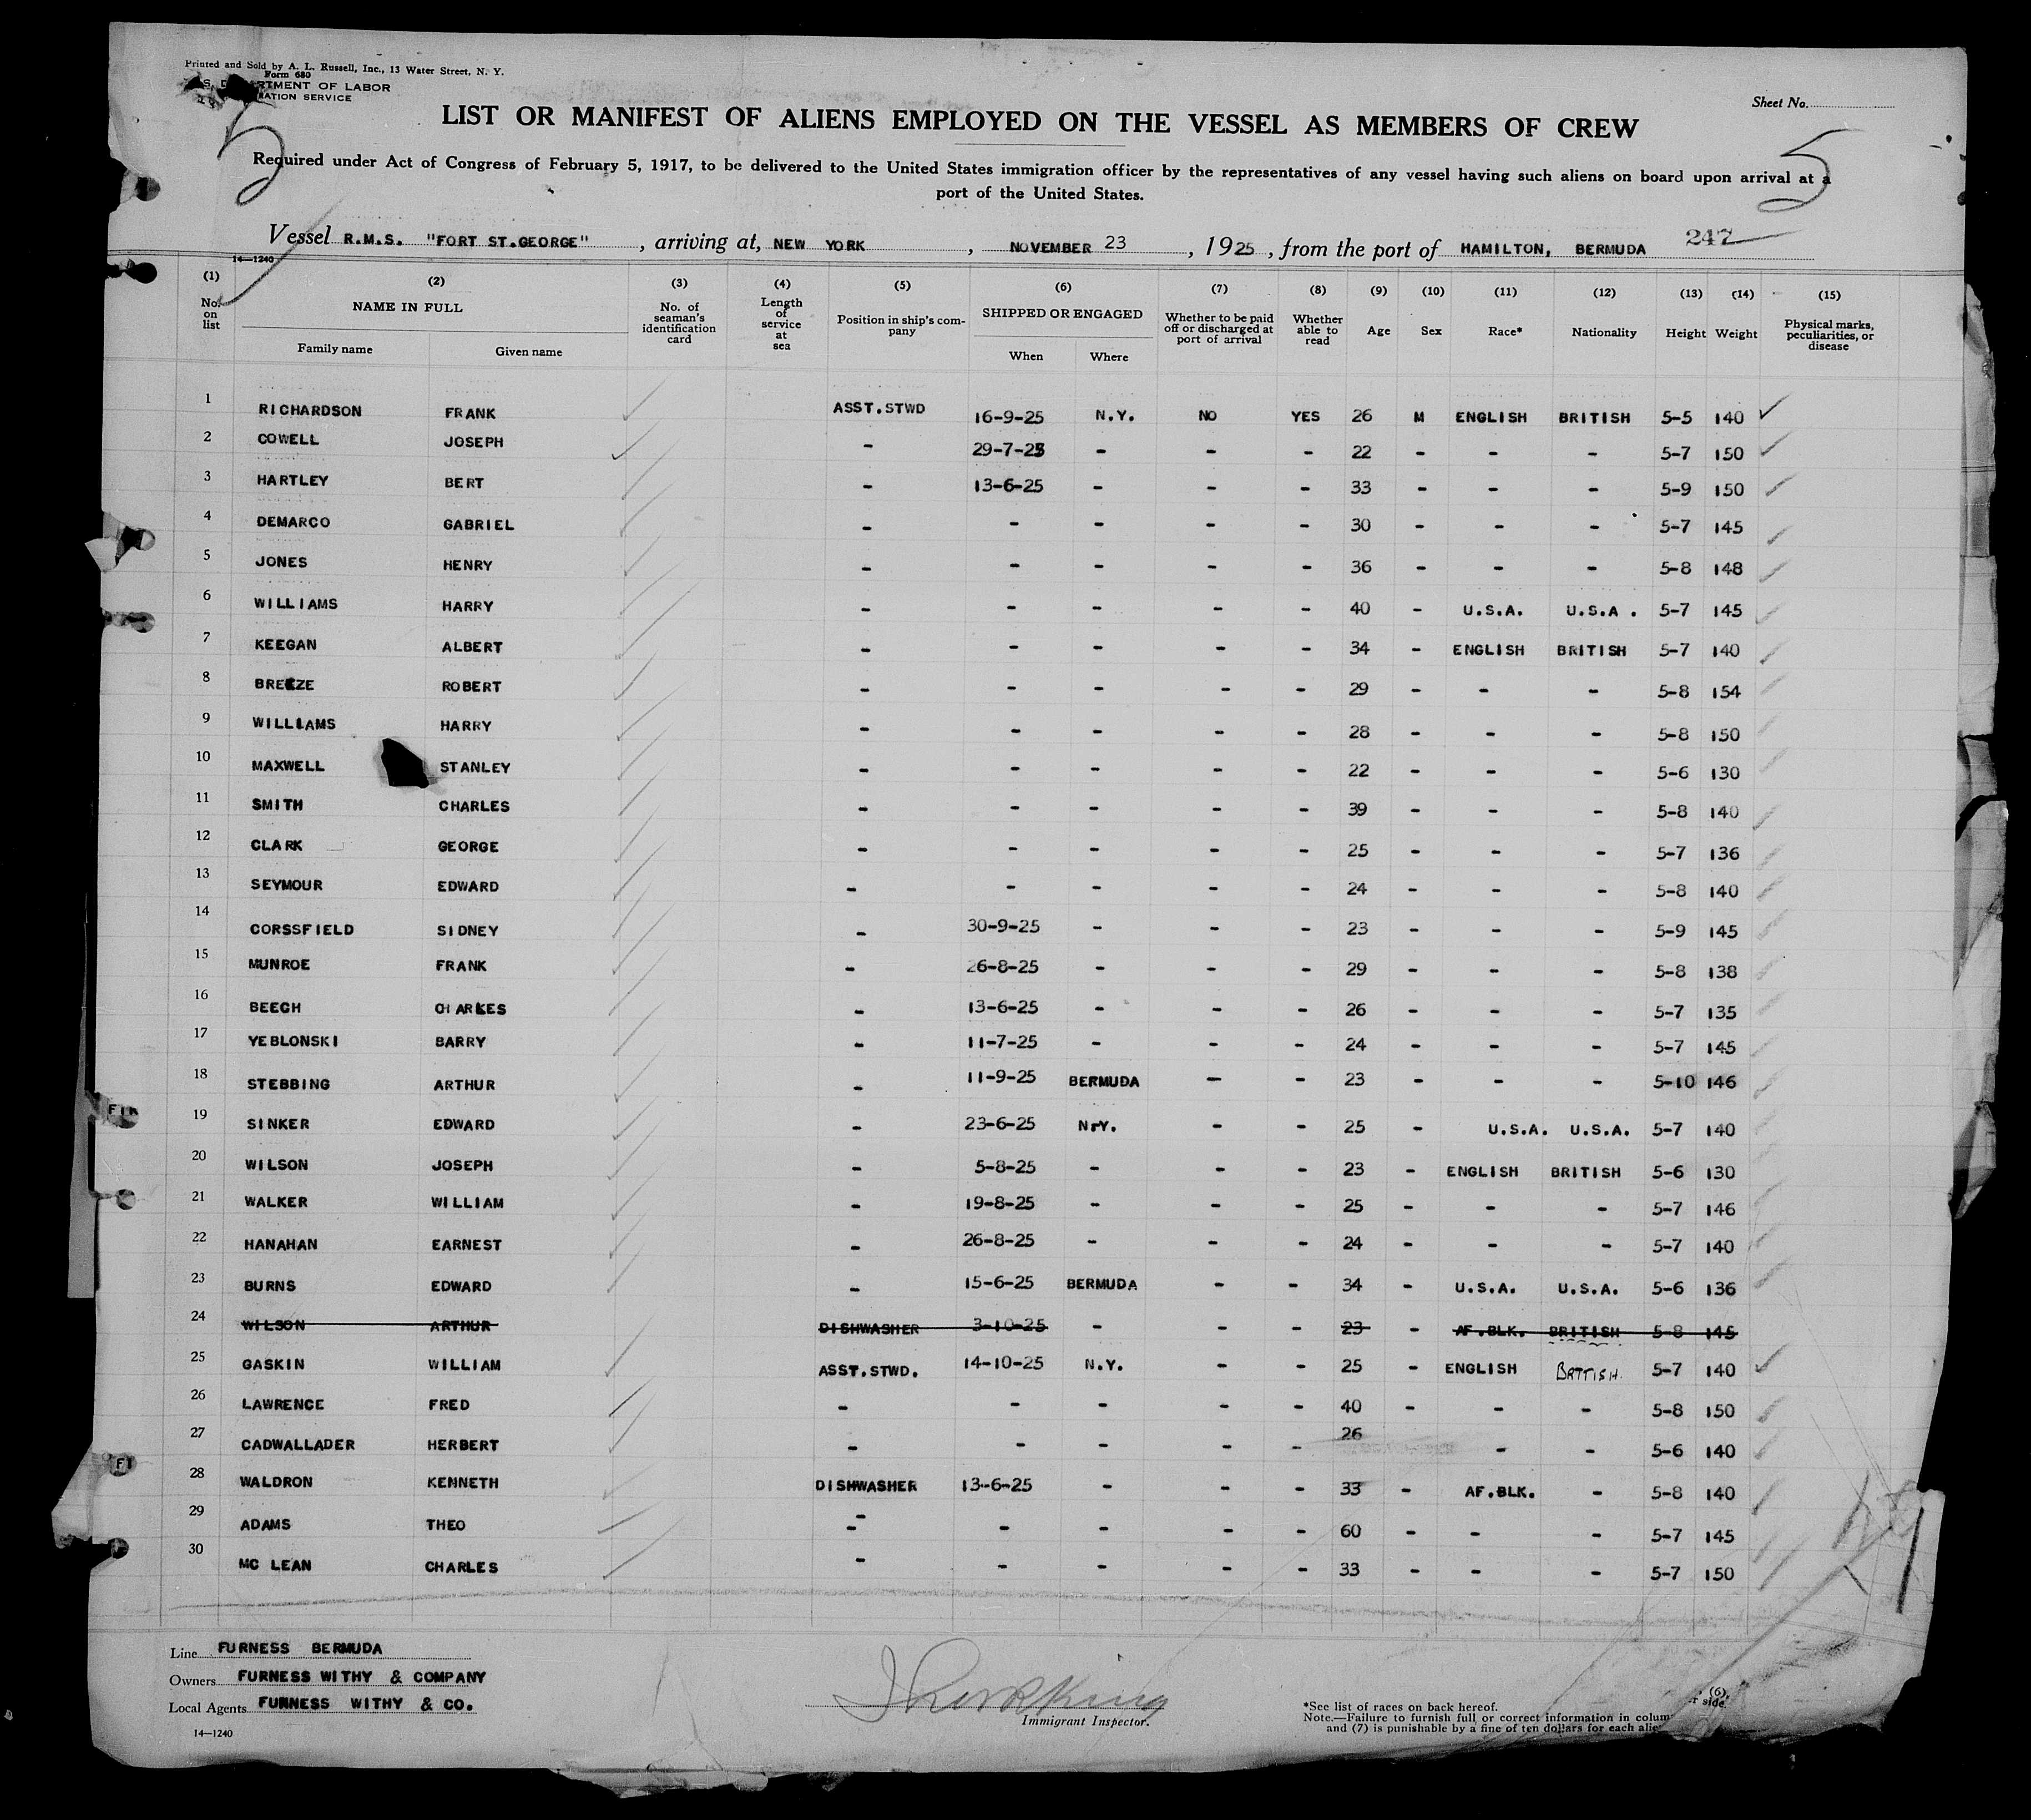 Printed and Sold by A. L. Russell, Inc., 13 Water Street, N. Y.
Form 680
DEPARTMENT OF LABOR
SERVICE
Sheet No.
5
5
LIST OR MANIFEST OF ALIENS EMPLOYED ON THE VESSEL AS MEMBERS OF CREW
Required under Act of Congress of February 5, 1917, to be delivered to the United States immigration officer by the representatives of any vessel having such aliens on board upon arrival at a
port of the United States.
Vessel R.M.S. "FORT ST.GEORGE", arriving at, NEW YORK, NOVEMBER 23, 1925, from the port of HAMILTON, BERMUDA 247
14—1240
(1) (2) (3) (4) (5) (6) (7) (8) (9) (10) (11) (12) (13) (14) (15)
No. on list NAME IN FULL No. of seaman's identification card Length of service at sea Position in ship's company SHIPPED OR ENGAGED Whether to be paid off or discharged at port of arrival Whether able to read Age Sex Race* Nationality Height Weight Physical marks, peculiarities, or disease
Family name Given name When Where
1 RICHARDSON FRANK ASST.STWD 16-9-25 N.Y. NO YES 26 M ENGLISH BRITISH 5-5 140
2 COWELL JOSEPH - 29-7-25 - - - 22 - - - 5-7 150
3 HARTLEY BERT - 13-6-25 - - - 33 - - - 5-9 150
4 DEMARCO GABRIEL - - - - - 30 - - - 5-7 145
5 JONES HENRY - - - - - 36 - - - 5-8 148
6 WILLIAMS HARRY - - - - - 40 - U.S.A. U.S.A. 5-7 145
7 KEEGAN ALBERT - - - - - 34 - ENGLISH BRITISH 5-7 140
8 BREEZE ROBERT - - - - - 29 - - - 5-8 154
9 WILLIAMS HARRY - - - - - 28 - - - 5-8 150
10 MAXWELL STANLEY - - - - - 22 - - - 5-6 130
11 SMITH CHARLES - - - - - 39 - - - 5-8 140
12 CLARK GEORGE - - - - - 25 - - - 5-7 136
13 SEYMOUR EDWARD - - - - - 24 - - - 5-8 140
14 CORSSFIELD SIDNEY - 30-9-25 - - - 23 - - - 5-9 145
15 MUNROE FRANK - 26-8-25 - - - 29 - - - 5-8 138
16 BEECH CHARLES - 13-6-25 - - - 26 - - - 5-7 135
17 YEBLONSKI BARRY - 11-7-25 - - - 24 - - - 5-7 145
18 STEBBING ARTHUR - 11-9-25 BERMUDA - - 23 - - - 5-10 146
19 SINKER EDWARD - 23-6-25 N.Y. - - 25 - U.S.A. U.S.A. 5-7 140
20 WILSON JOSEPH - 5-8-25 - - - 23 - ENGLISH BRITISH 5-6 130
21 WALKER WILLIAM - 19-8-25 - - - 25 - - - 5-7 146
22 HANAHAN EARNEST - 26-8-25 - - - 24 - - - 5-7 140
23 BURNS EDWARD - 15-6-25 BERMUDA - - 34 - U.S.A. U.S.A. 5-6 136
24 WILSON ARTHUR DISHWASHER 3-10-25 - - - 23 - AF.BLK. BRITISH 5-8 145
25 GASKIN WILLIAM ASST.STWD. 14-10-25 N.Y. - - 25 - ENGLISH BRTTISH. 5-7 140
26 LAWRENCE FRED - - - - - 40 - - - 5-8 150
27 CADWALLADER HERBERT - - - - - 26 - - 5-6 140
28 WALDRON KENNETH DISHWASHER 13-6-25 - - - 33 - AF.BLK. - 5-8 140
29 ADAMS THEO - - - - - 60 - - - 5-7 145
30 MC LEAN CHARLES - - - - - 33 - - - 5-7 150
Line FURNESS BERMUDA
Owners FURNESS WITHY & COMPANY
Local Agents FUNNESS WITHY & CO.
14—1240
Immigrant Inspector.
*See list of races on back hereof.
Note.—Failure to furnish full or correct information in (6)
and (7) is punishable by a fine of ten dollars for each side.